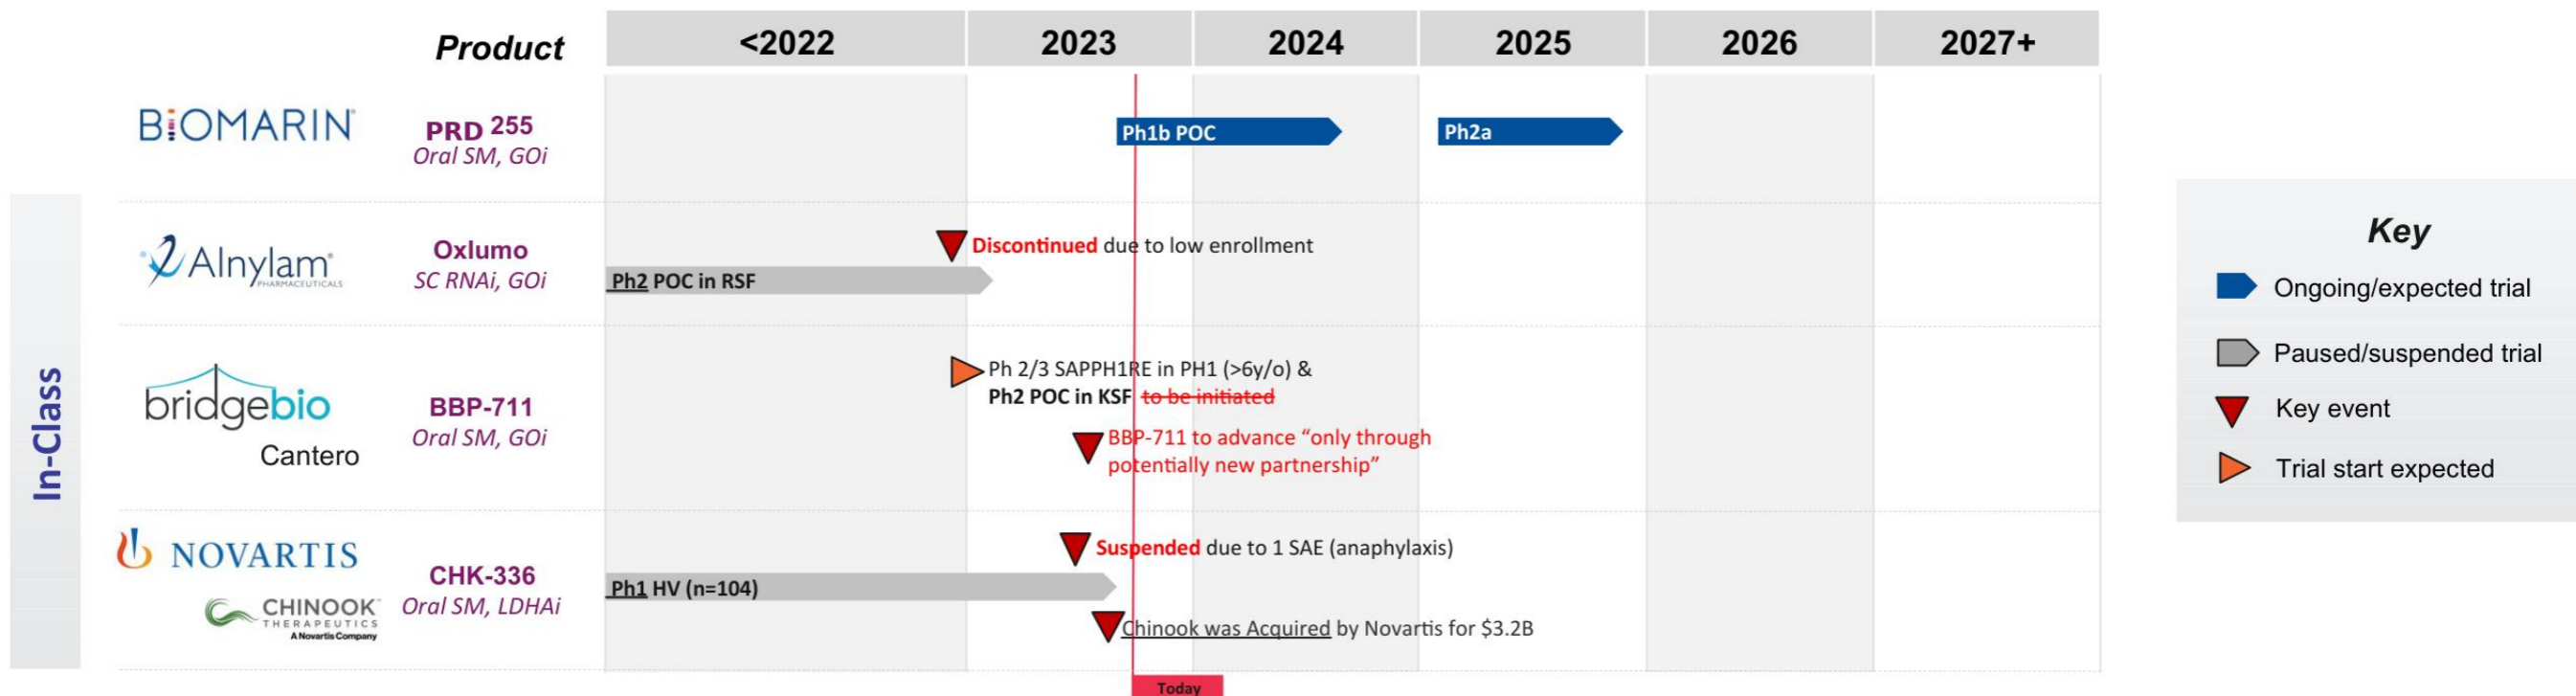 Product <2022 2023 2024 2025 2026 2027+
BiOMARIN
PRD 255
Oral SM, GOi
Ph1b POC
Ph2a
In-Class
Alnylam
PHARMACEUTICALS
Oxlumo
SC RNAi, GOi
Discontinued due to low enrollment
Ph2 POC in RSF
bridgebio
Cantero
BBP-711
Oral SM, GOi
Ph 2/3 SAPPH1RE in PH1 (>6y/o) &
Ph2 POC in KSF to be initiated
BBP-711 to advance “only through
potentially new partnership”
NOVARTIS
CHINOOK
THERAPEUTICS
A Novartis Company
CHK-336
Oral SM, LDHAi
Suspended due to 1 SAE (anaphylaxis)
Ph1 HV (n=104)
Chinook was Acquired by Novartis for $3.2B
Today
Key
Ongoing/expected trial
Paused/suspended trial
Key event
Trial start expected